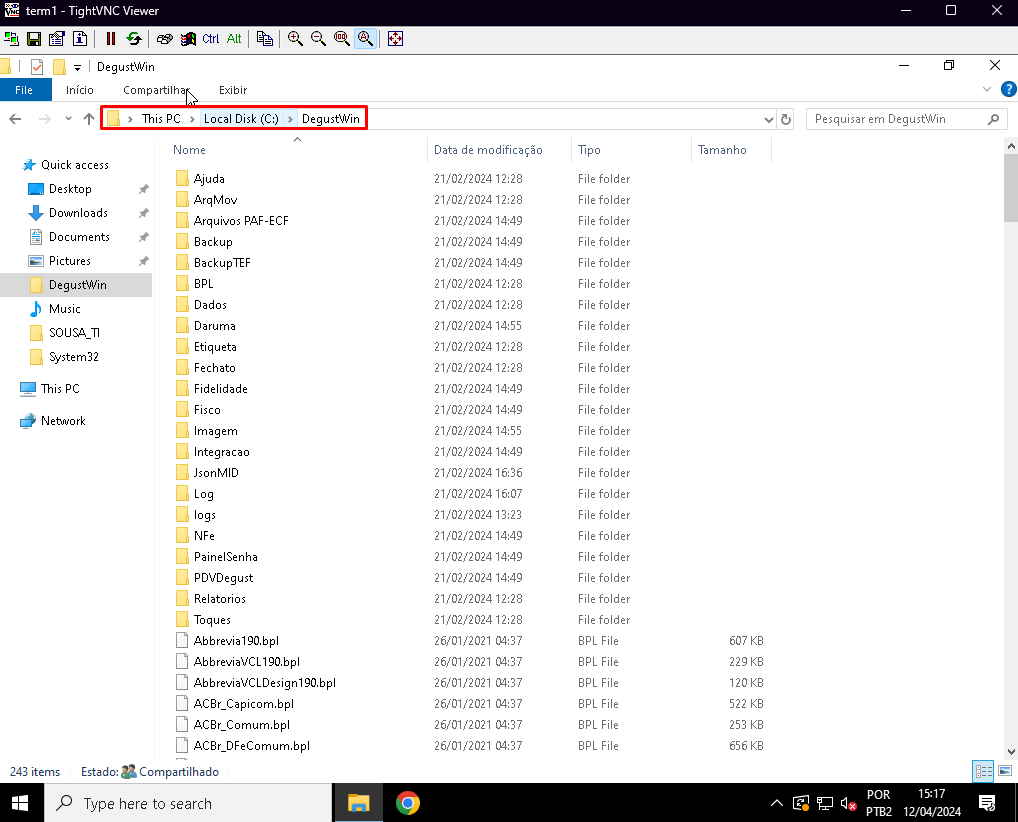 term1 - TightVNC Viewer
Ctrl Alt
DegustWin
File Início Compartilhar Exibir
This PC Local Disk (C:) DegustWin Pesquisar em DegustWin
Nome Data de modificação Tipo Tamanho
Quick access
Desktop
Downloads
Documents
Pictures
DegustWin
Music
SOUSA_TI
System32
This PC
Network
Ajuda 21/02/2024 12:28 File folder
ArqMov 21/02/2024 12:28 File folder
Arquivos PAF-ECF 21/02/2024 14:49 File folder
Backup 21/02/2024 14:49 File folder
BackupTEF 21/02/2024 14:49 File folder
BPL 21/02/2024 12:28 File folder
Dados 21/02/2024 12:28 File folder
Daruma 21/02/2024 14:55 File folder
Etiqueta 21/02/2024 12:28 File folder
Fechato 21/02/2024 12:28 File folder
Fidelidade 21/02/2024 14:49 File folder
Fisco 21/02/2024 14:49 File folder
Imagem 21/02/2024 14:55 File folder
Integracao 21/02/2024 14:49 File folder
JsonMID 21/02/2024 16:36 File folder
Log 21/02/2024 16:07 File folder
logs 21/02/2024 13:23 File folder
NFe 21/02/2024 14:49 File folder
PainelSenha 21/02/2024 14:49 File folder
PDVDegust 21/02/2024 14:49 File folder
Relatorios 21/02/2024 12:28 File folder
Toques 21/02/2024 12:28 File folder
Abbrevia190.bpl 26/01/2021 04:37 BPL File 607 KB
AbbreviaVCL190.bpl 26/01/2021 04:37 BPL File 229 KB
AbbreviaVCLDesign190.bpl 26/01/2021 04:37 BPL File 120 KB
ACBr_Capicom.bpl 26/01/2021 04:37 BPL File 522 KB
ACBr_Comum.bpl 26/01/2021 04:37 BPL File 253 KB
ACBr_DFeComum.bpl 26/01/2021 04:37 BPL File 656 KB
243 items Estado: Compartilhado
Type here to search
POR 15:17
PTB2 12/04/2024